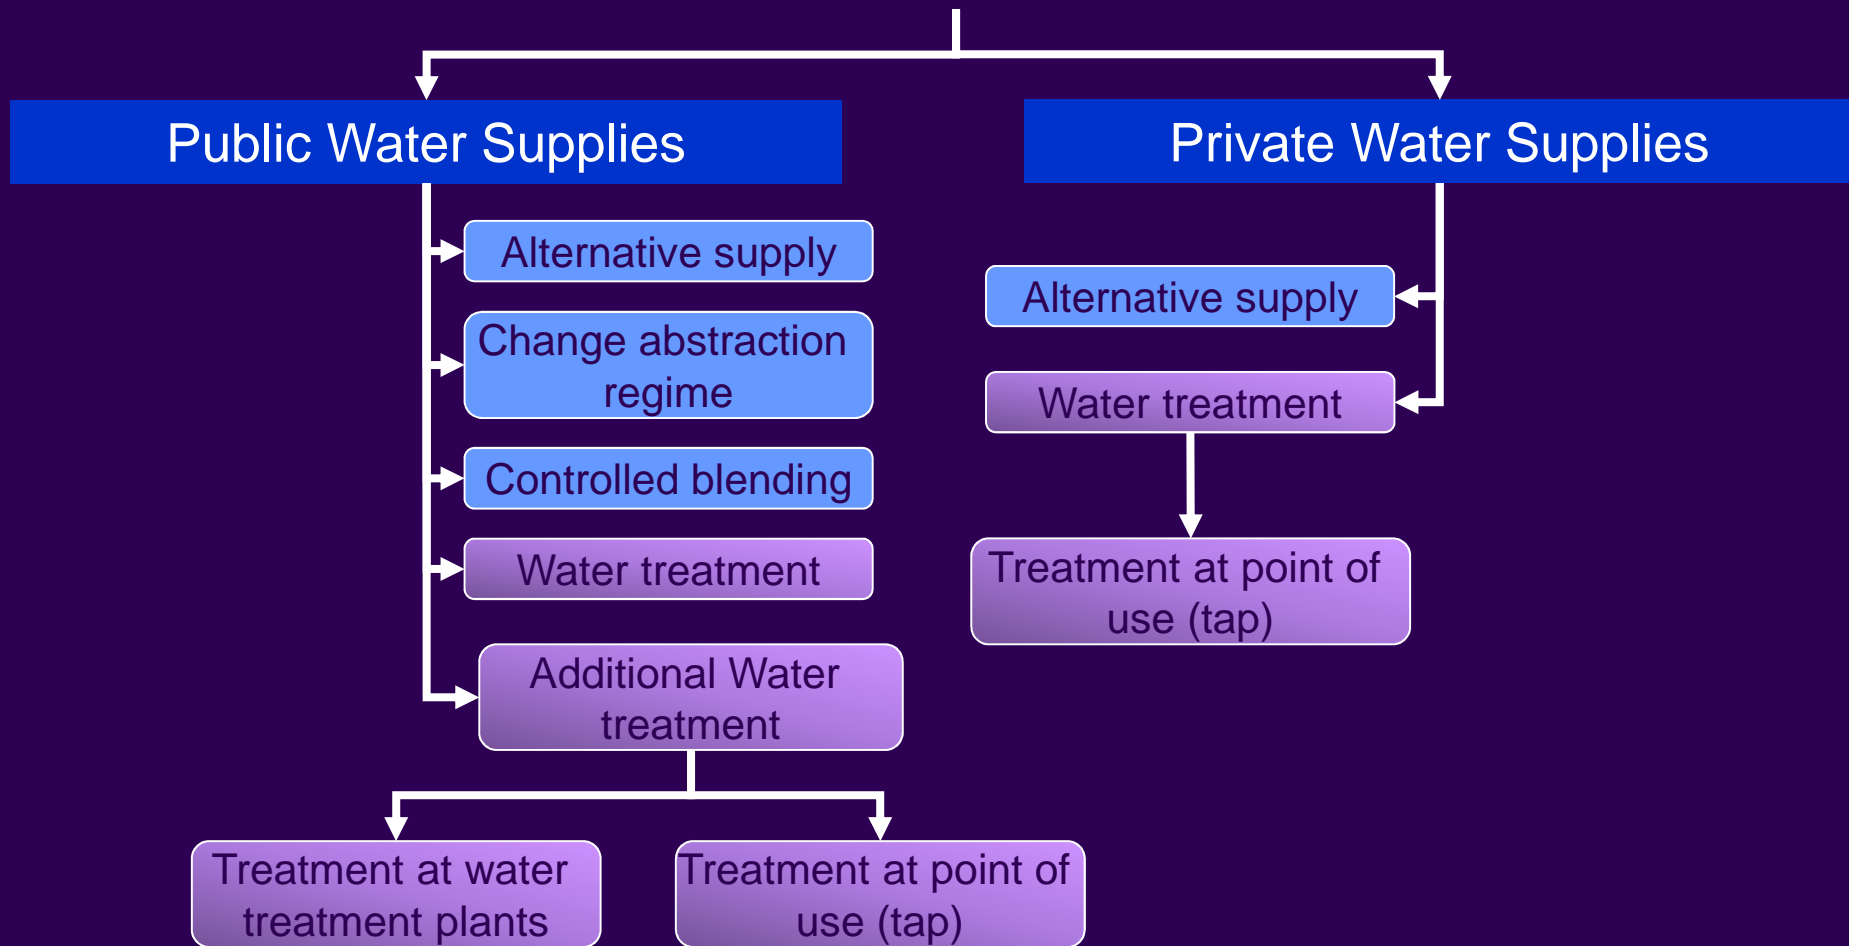 Public Water Supplies
Private Water Supplies
Alternative supply
Change abstraction
regime
Controlled blending
Water treatment
Additional Water
treatment
Treatment at water
treatment plants
Treatment at point of
use (tap)
Alternative supply
Water treatment
Treatment at point of
use (tap)